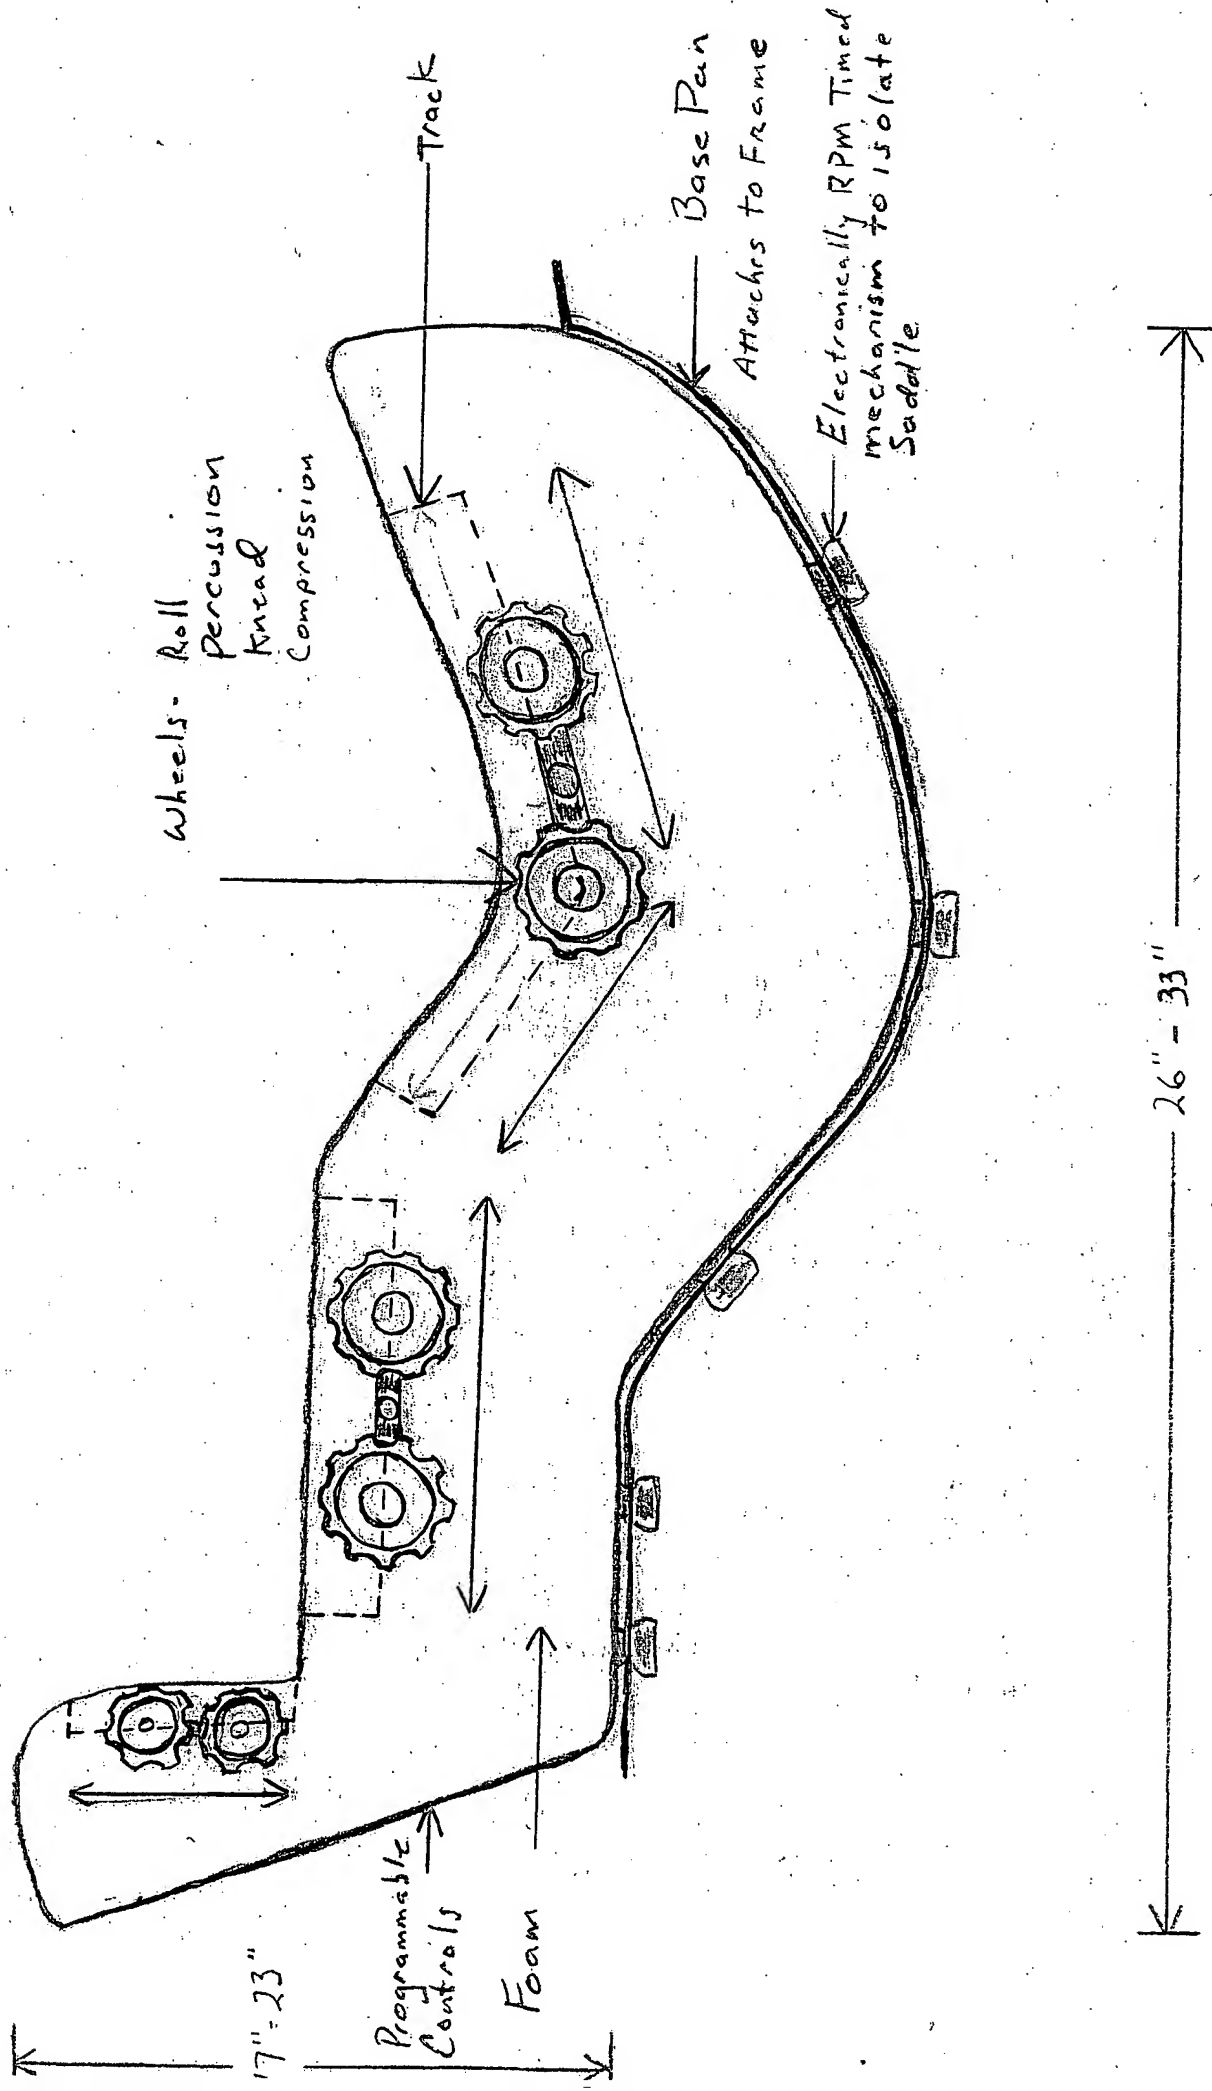 Wheels - Roll
Percussion
Knead
Compression
Track
Base Pan
Attaches to Frame
Electronically RPM Timed
mechanism to isolate
Saddle
Programmable
Controls
Foam
17" - 23"
26" - 33"